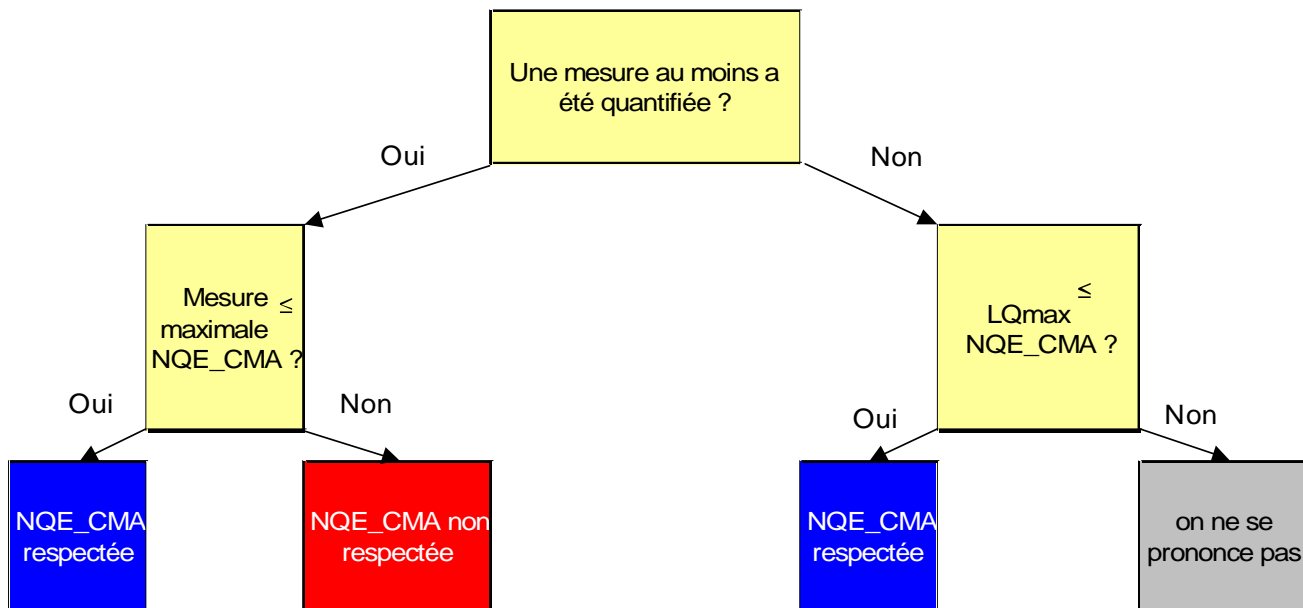 Une mesure au moins a
été quantifiée ?
Oui
Non
Mesure ≤
maximale
NQE_CMA ?
≤
LQmax
NQE_CMA ?
Oui
Non
Oui
Non
NQE_CMA
respectée
NQE_CMA non
respectée
NQE_CMA
respectée
on ne se
prononce pas